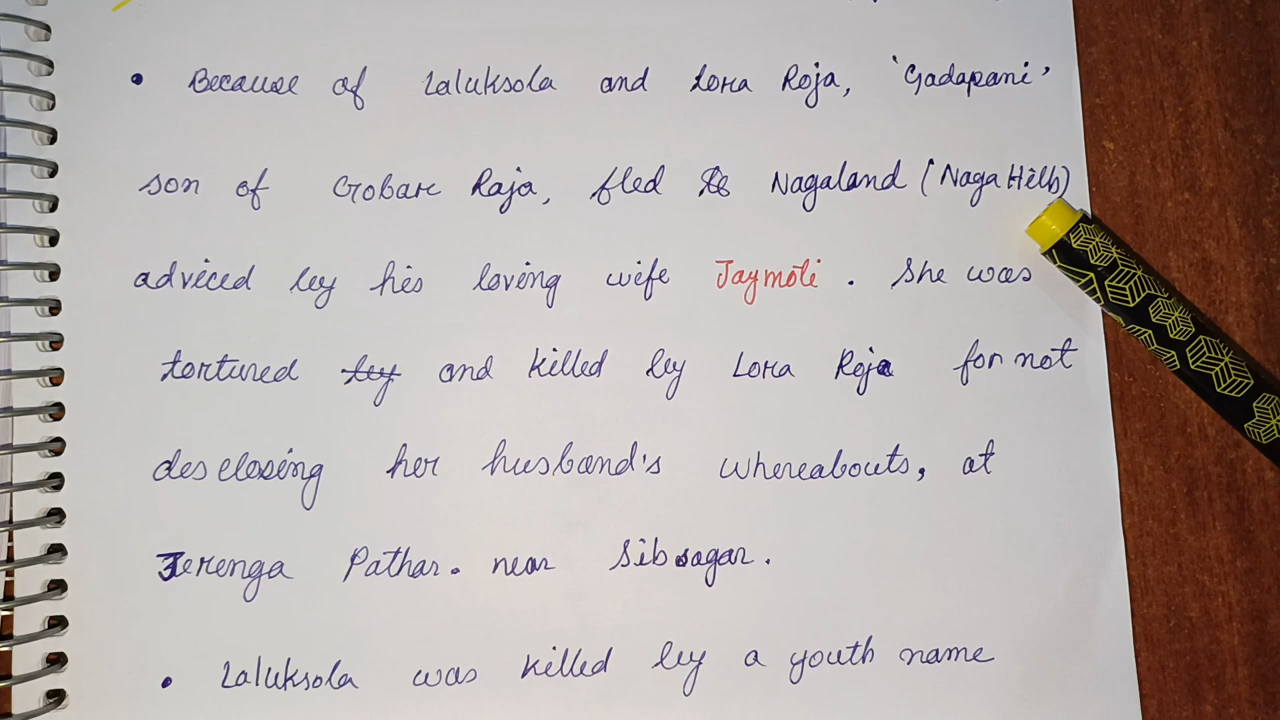 • Because of Laluksola and Lora Roja, 'Gadapani'
son of Gobar Raja, fled to Nagaland (Naga Hills)
adviced by his loving wife Jaymoti. She was
tortured by and killed by Lora Roja for not
desclosing her husband's whereabouts, at
Jerenga Pathar. near Sibsagar.
• Laluksola was killed by a youth name